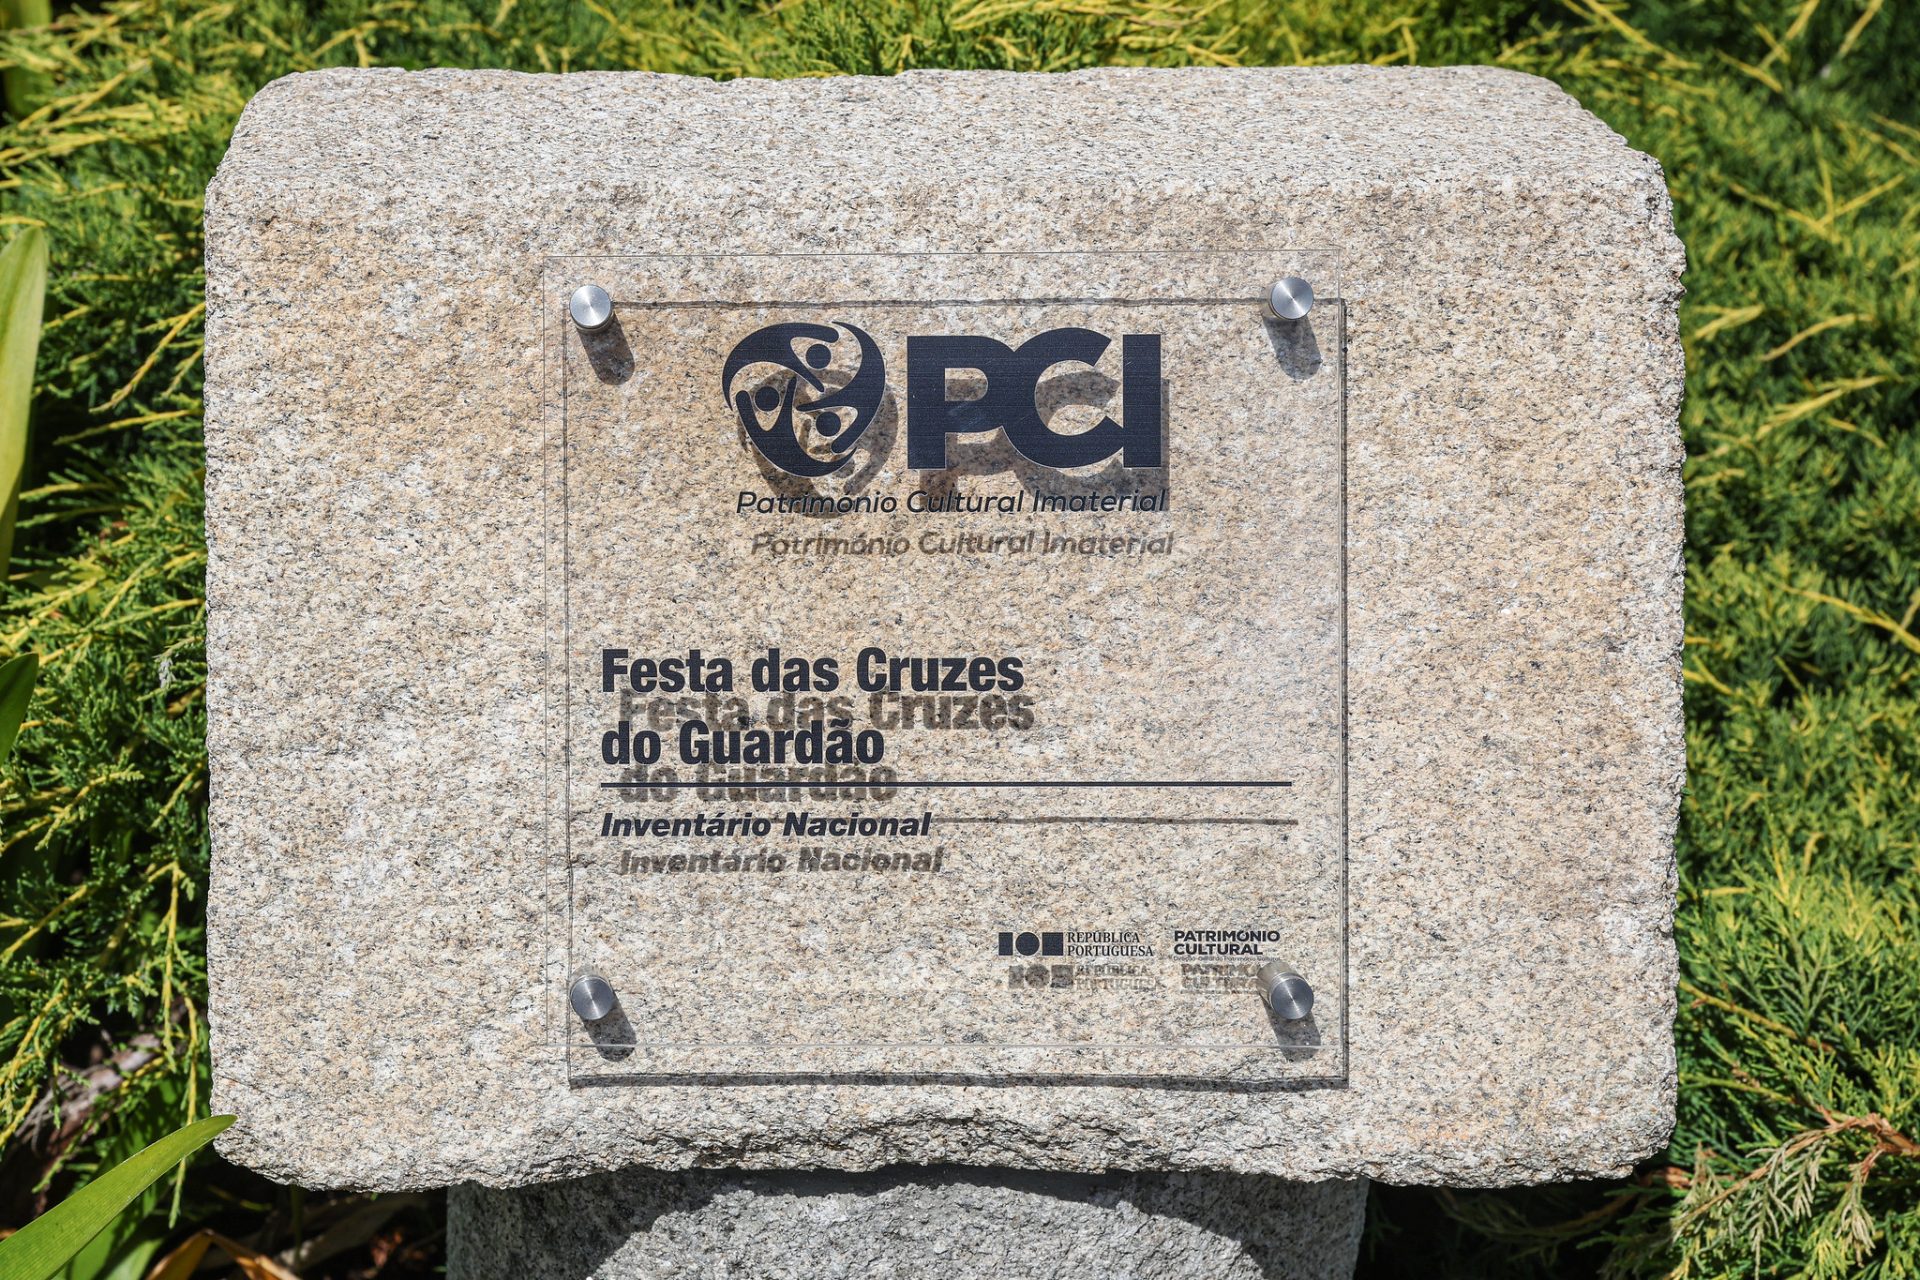 PCI
Património Cultural Imaterial
Festa das Cruzes
do Guardão
Inventário Nacional
REPÚBLICA
PORTUGUESA
PATRIMÓNIO
CULTURAL